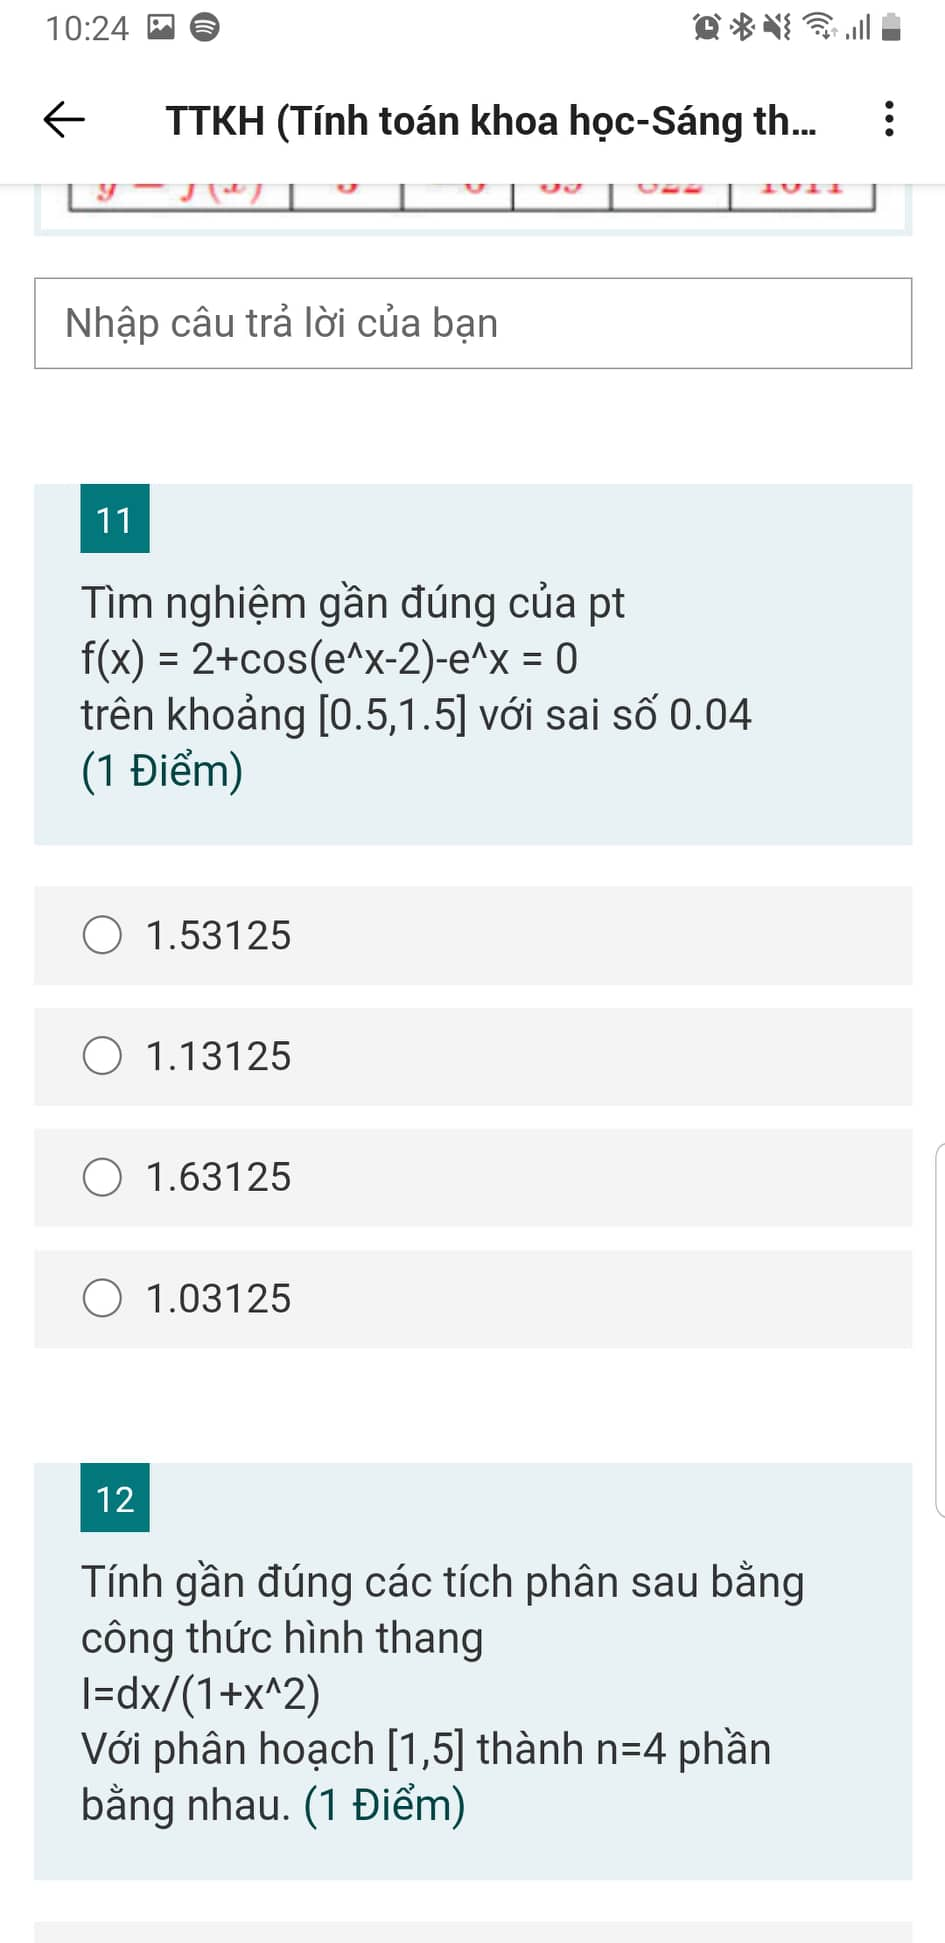 10:24
TTKH (Tính toán khoa học-Sáng th...
Nhập câu trả lời của bạn
11
Tìm nghiệm gần đúng của pt
f(x) = 2+cos(e^x-2)-e^x = 0
trên khoảng [0.5,1.5] với sai số 0.04
(1 Điểm)
1.53125
1.13125
1.63125
1.03125
12
Tính gần đúng các tích phân sau bằng
công thức hình thang
I=dx/(1+x^2)
Với phân hoạch [1,5] thành n=4 phần
bằng nhau. (1 Điểm)